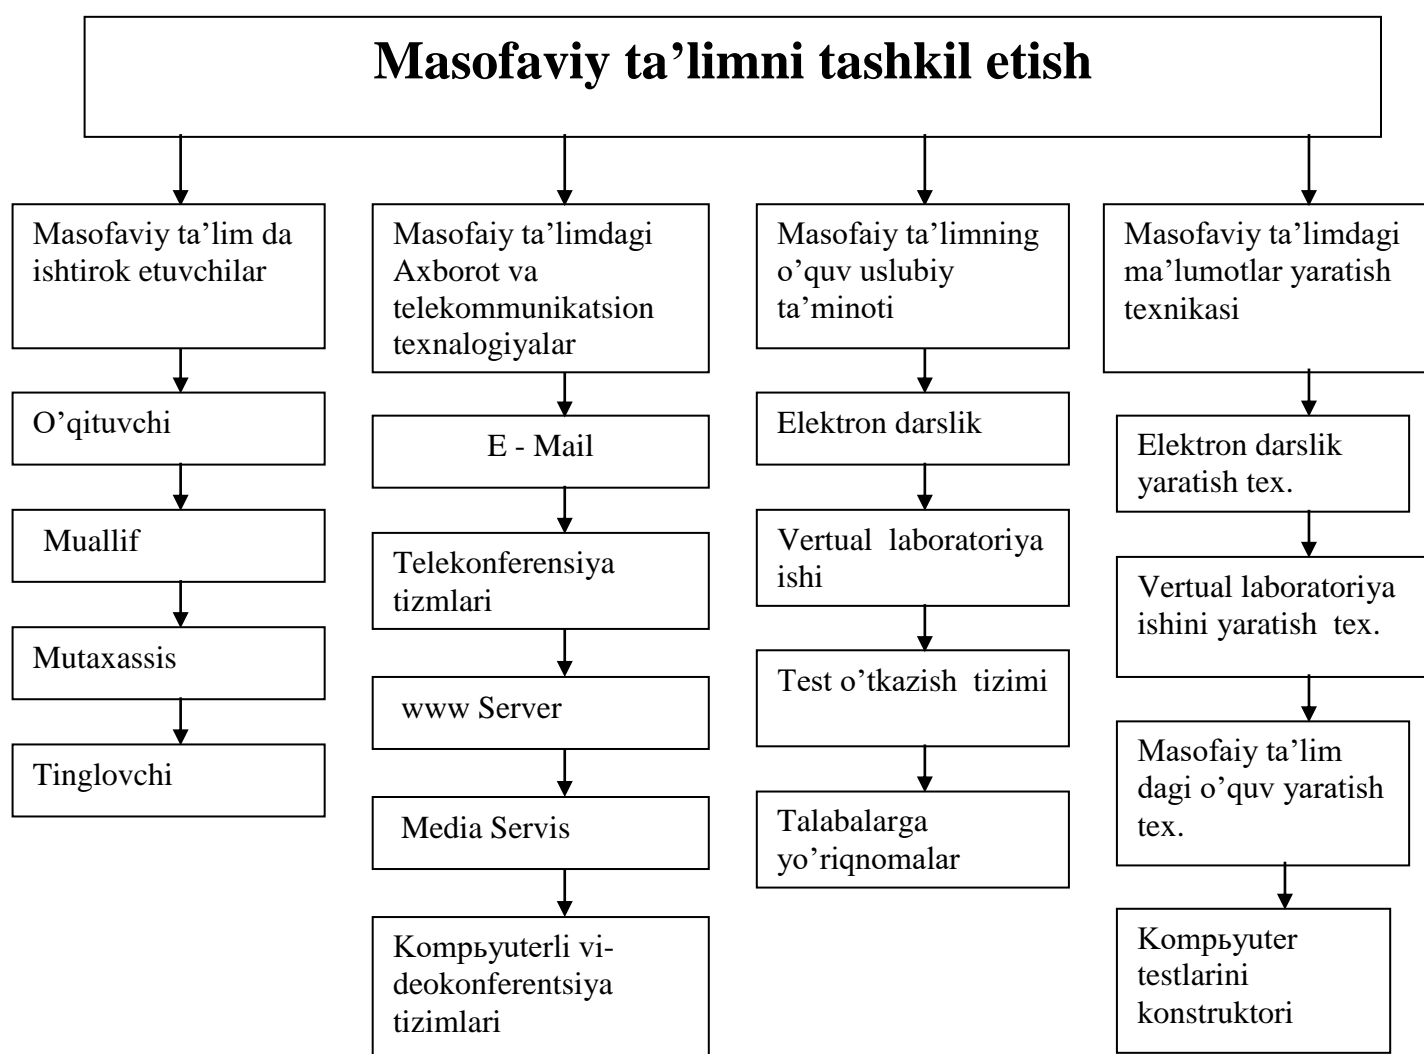 Masofaviy ta’limni tashkil etish
Masofaviy ta’lim da
ishtirok etuvchilar
O’qituvchi
Muallif
Mutaxassis
Tinglovchi
Masofaiy ta’limdagi
Axborot va
telekommunikatsion
texnalogiyalar
E - Mail
Telekonferensiya
tizmlari
www Server
Media Servis
Kompьyuterli vi-
deokonferentsiya
tizimlari
Masofaiy ta’limning
o’quv uslubiy
ta’minoti
Elektron darslik
Vertual laboratoriya
ishi
Test o’tkazish tizimi
Talabalarga
yo’riqnomalar
Masofaviy ta’limdagi
ma’lumotlar yaratish
texnikasi
Elektron darslik
yaratish tex.
Vertual laboratoriya
ishini yaratish tex.
Masofaiy ta’lim
dagi o’quv yaratish
tex.
Kompьyuter
testlarini
konstruktori